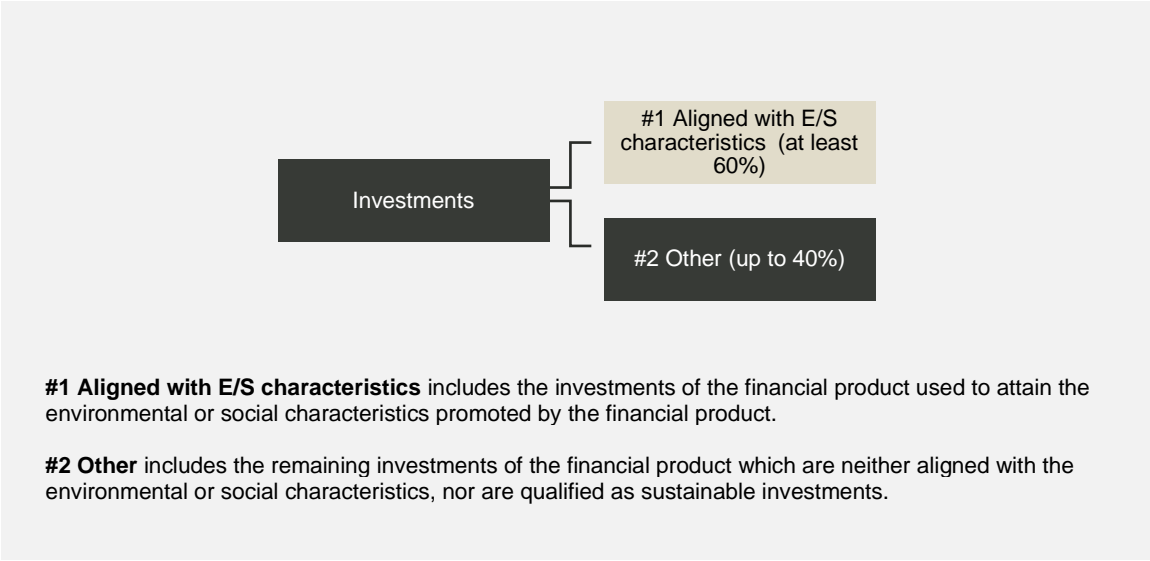 #1 Aligned with E/S
characteristics (at least
60%)
Investments
#2 Other (up to 40%)
#1 Aligned with E/S characteristics includes the investments of the financial product used to attain the
environmental or social characteristics promoted by the financial product.
#2 Other includes the remaining investments of the financial product which are neither aligned with the
environmental or social characteristics, nor are qualified as sustainable investments.